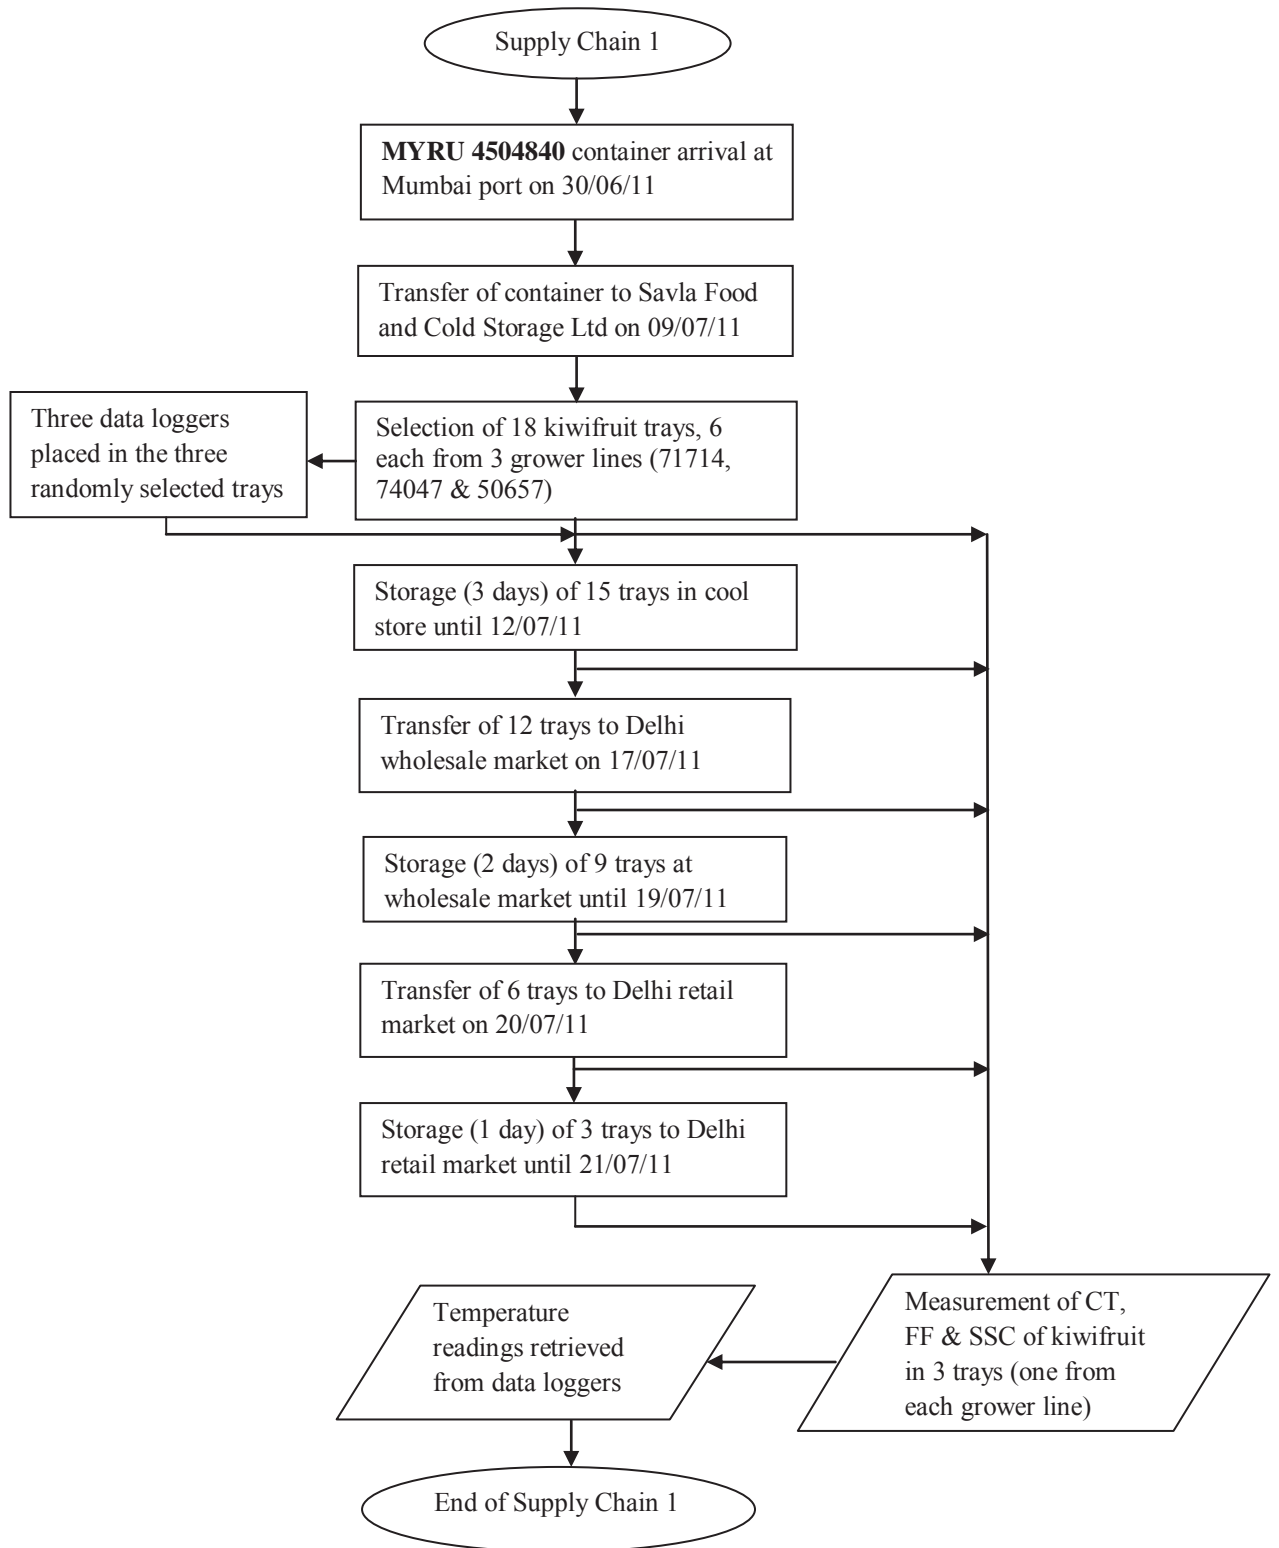 Supply Chain 1
MYRU 4504840 container arrival at
Mumbai port on 30/06/11
Transfer of container to Savla Food
and Cold Storage Ltd on 09/07/11
Three data loggers
placed in the three
randomly selected trays
Selection of 18 kiwifruit trays, 6
each from 3 grower lines (71714,
74047 & 50657)
Storage (3 days) of 15 trays in cool
store until 12/07/11
Transfer of 12 trays to Delhi
wholesale market on 17/07/11
Storage (2 days) of 9 trays at
wholesale market until 19/07/11
Transfer of 6 trays to Delhi retail
market on 20/07/11
Storage (1 day) of 3 trays to Delhi
retail market until 21/07/11
Measurement of CT,
FF & SSC of kiwifruit
in 3 trays (one from
each grower line)
Temperature
readings retrieved
from data loggers
End of Supply Chain 1